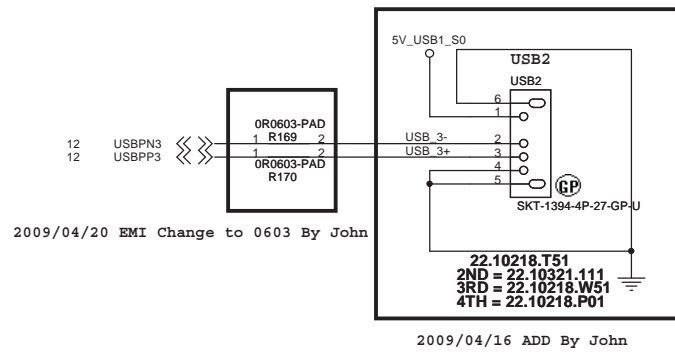 5V_USB1_S0
USB2
USB2
6
1
2
3
4
5
0R0603-PAD
1 2
R169
12 USBPN3
USB_3-
12 USBPP3
1 2
USB_3+
0R0603-PAD
R170
GP
SKT-1394-4P-27-GP-U
2009/04/20 EMI Change to 0603 By John
22.10218.T51
2ND = 22.10321.111
3RD = 22.10218.W51
4TH = 22.10218.P01
2009/04/16 ADD By John